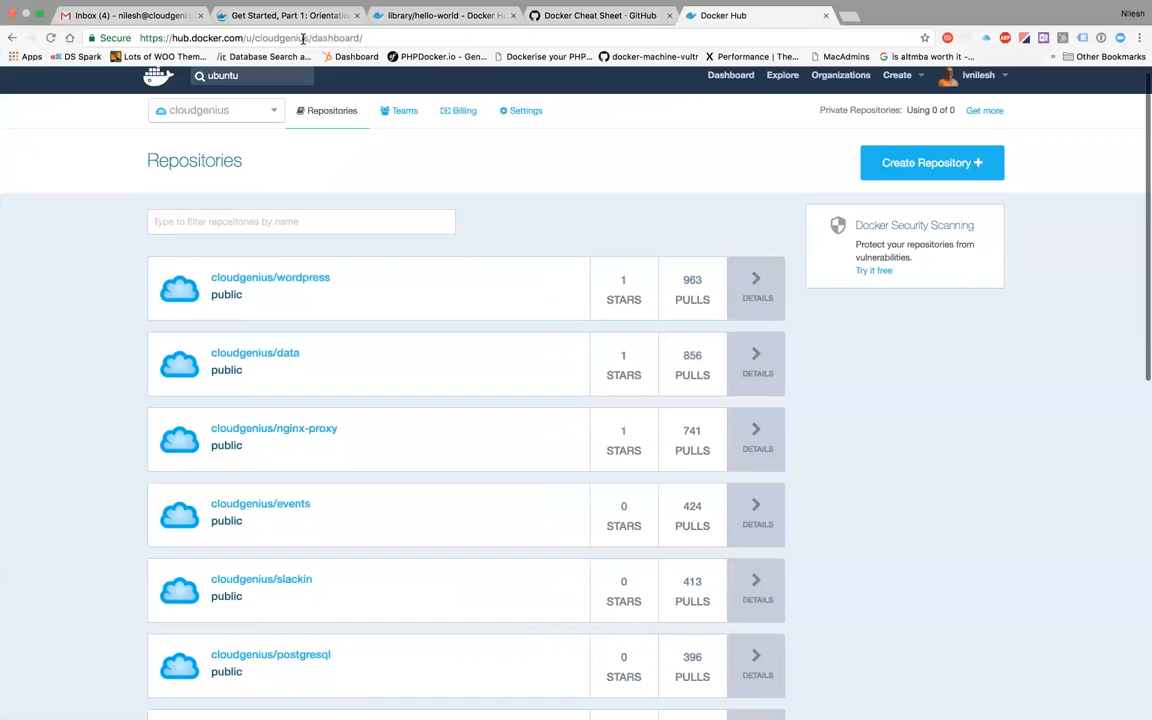 Inbox (4) - nilesh@cloudgeniu
Get Started, Part 1: Orientatio
library/hello-world - Docker H
Docker Cheat Sheet · GitHub
Docker Hub
Nilesh
Secure
https://hub.docker.com/u/cloudgenius/dashboard/
Apps
DS Spark
Lots of WOO Them...
Database Search a...
Dashboard
PHPDocker.io - Gen...
Dockerise your PHP...
docker-machine-vultr
Performance | The...
MacAdmins
is altmba worth it -...
»
Other Bookmarks
ubuntu
Dashboard
Explore
Organizations
Create
lvnilesh
cloudgenius
Repositories
Teams
Billing
Settings
Private Repositories: Using 0 of 0
Get more
Repositories
Create Repository +
Type to filter repositories by name
Docker Security Scanning
Protect your repositories from
vulnerabilities.
Try it free
cloudgenius/wordpress
public
1
STARS
963
PULLS
DETAILS
cloudgenius/data
public
1
STARS
856
PULLS
DETAILS
cloudgenius/nginx-proxy
public
1
STARS
741
PULLS
DETAILS
cloudgenius/events
public
0
STARS
424
PULLS
DETAILS
cloudgenius/slackin
public
0
STARS
413
PULLS
DETAILS
cloudgenius/postgresql
public
0
STARS
396
PULLS
DETAILS